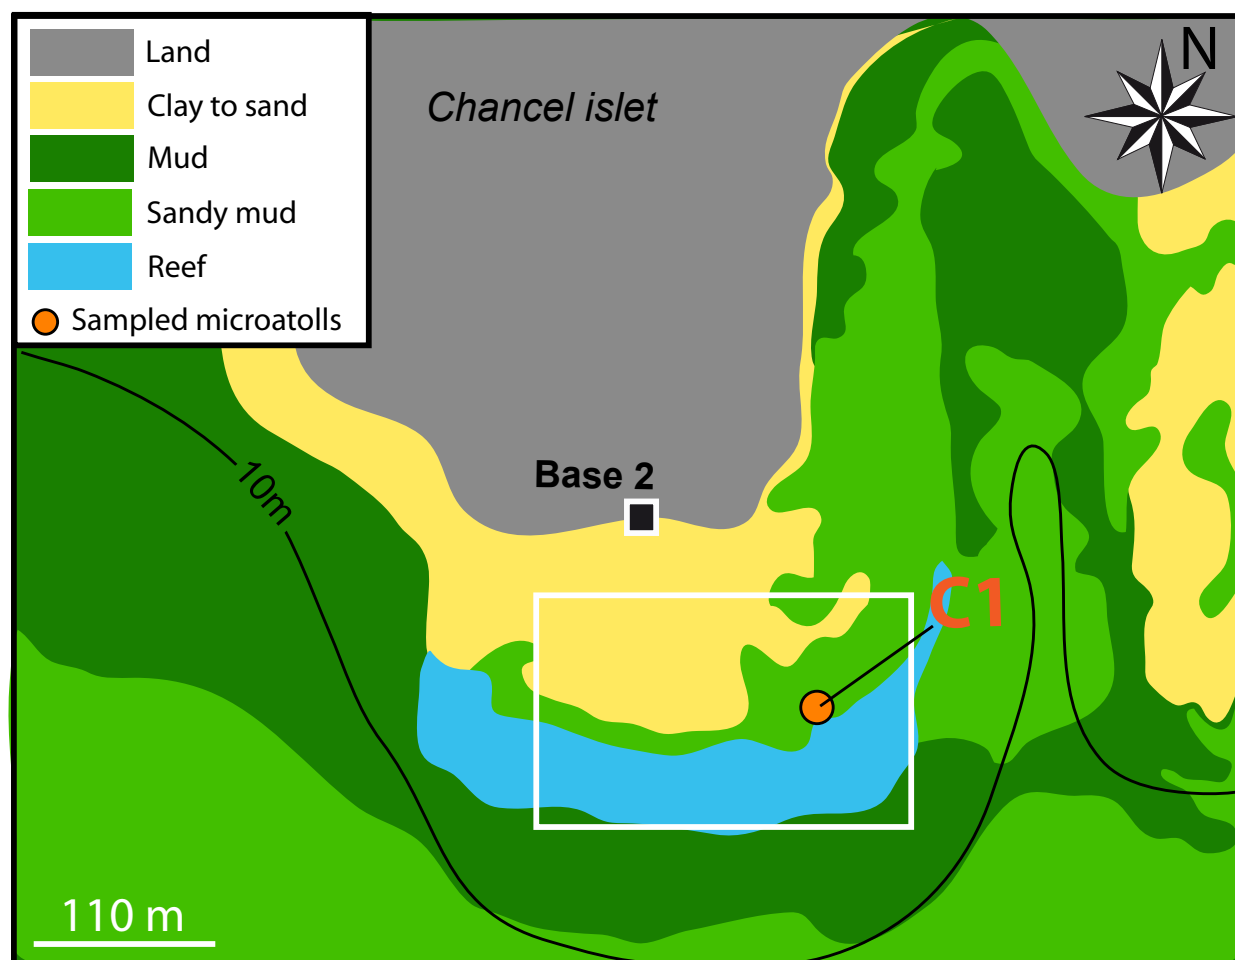 Land
Clay to sand
Mud
Sandy mud
Reef
Sampled microatolls
Chancel islet
N
10m
Base 2
C1
110 m